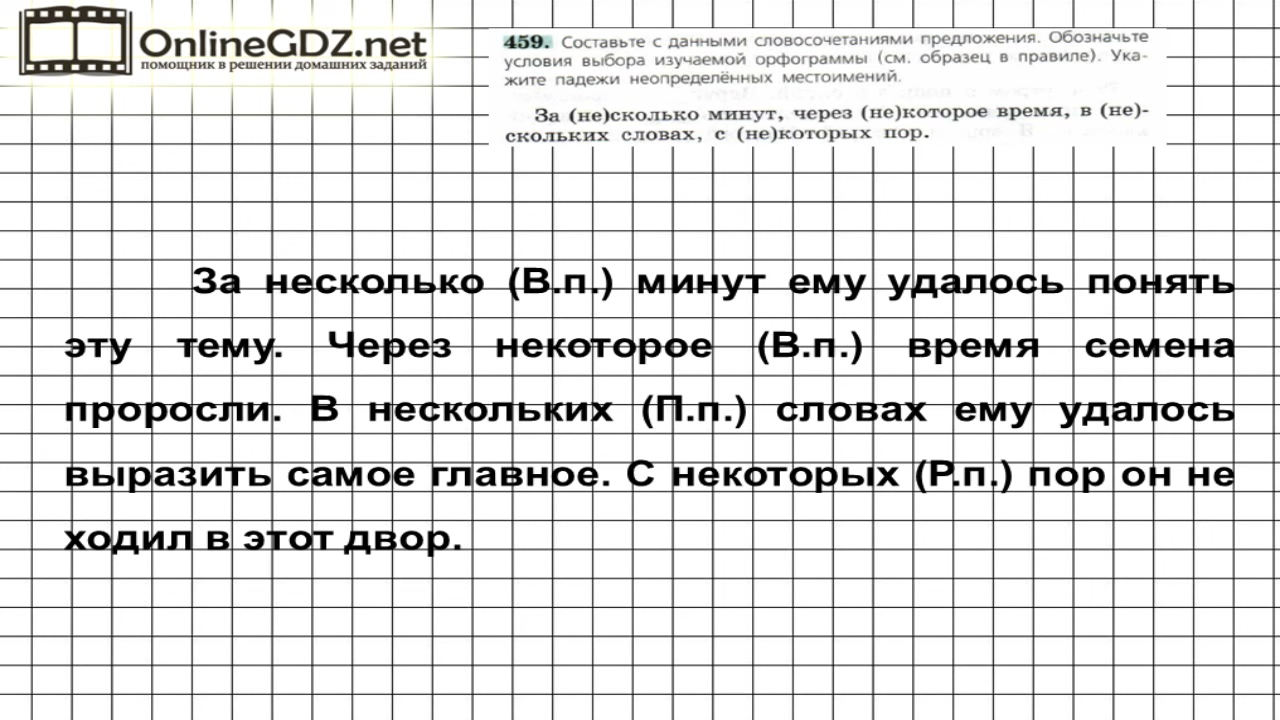 OnlineGDZ.net
помощник в решении домашних заданий
459. Составьте с данными словосочетаниями предложения. Обозначьте
условия выбора изучаемой орфограммы (см. образец в правиле). Ука-
жите падежи неопределённых местоимений.
За (не)сколько минут, через (не)которое время, в (не)-
скольких словах, с (не)которых пор.
За несколько (В.п.) минут ему удалось понять
эту тему. Через некоторое (В.п.) время семена
проросли. В нескольких (П.п.) словах ему удалось
выразить самое главное. С некоторых (Р.п.) пор он не
ходил в этот двор.